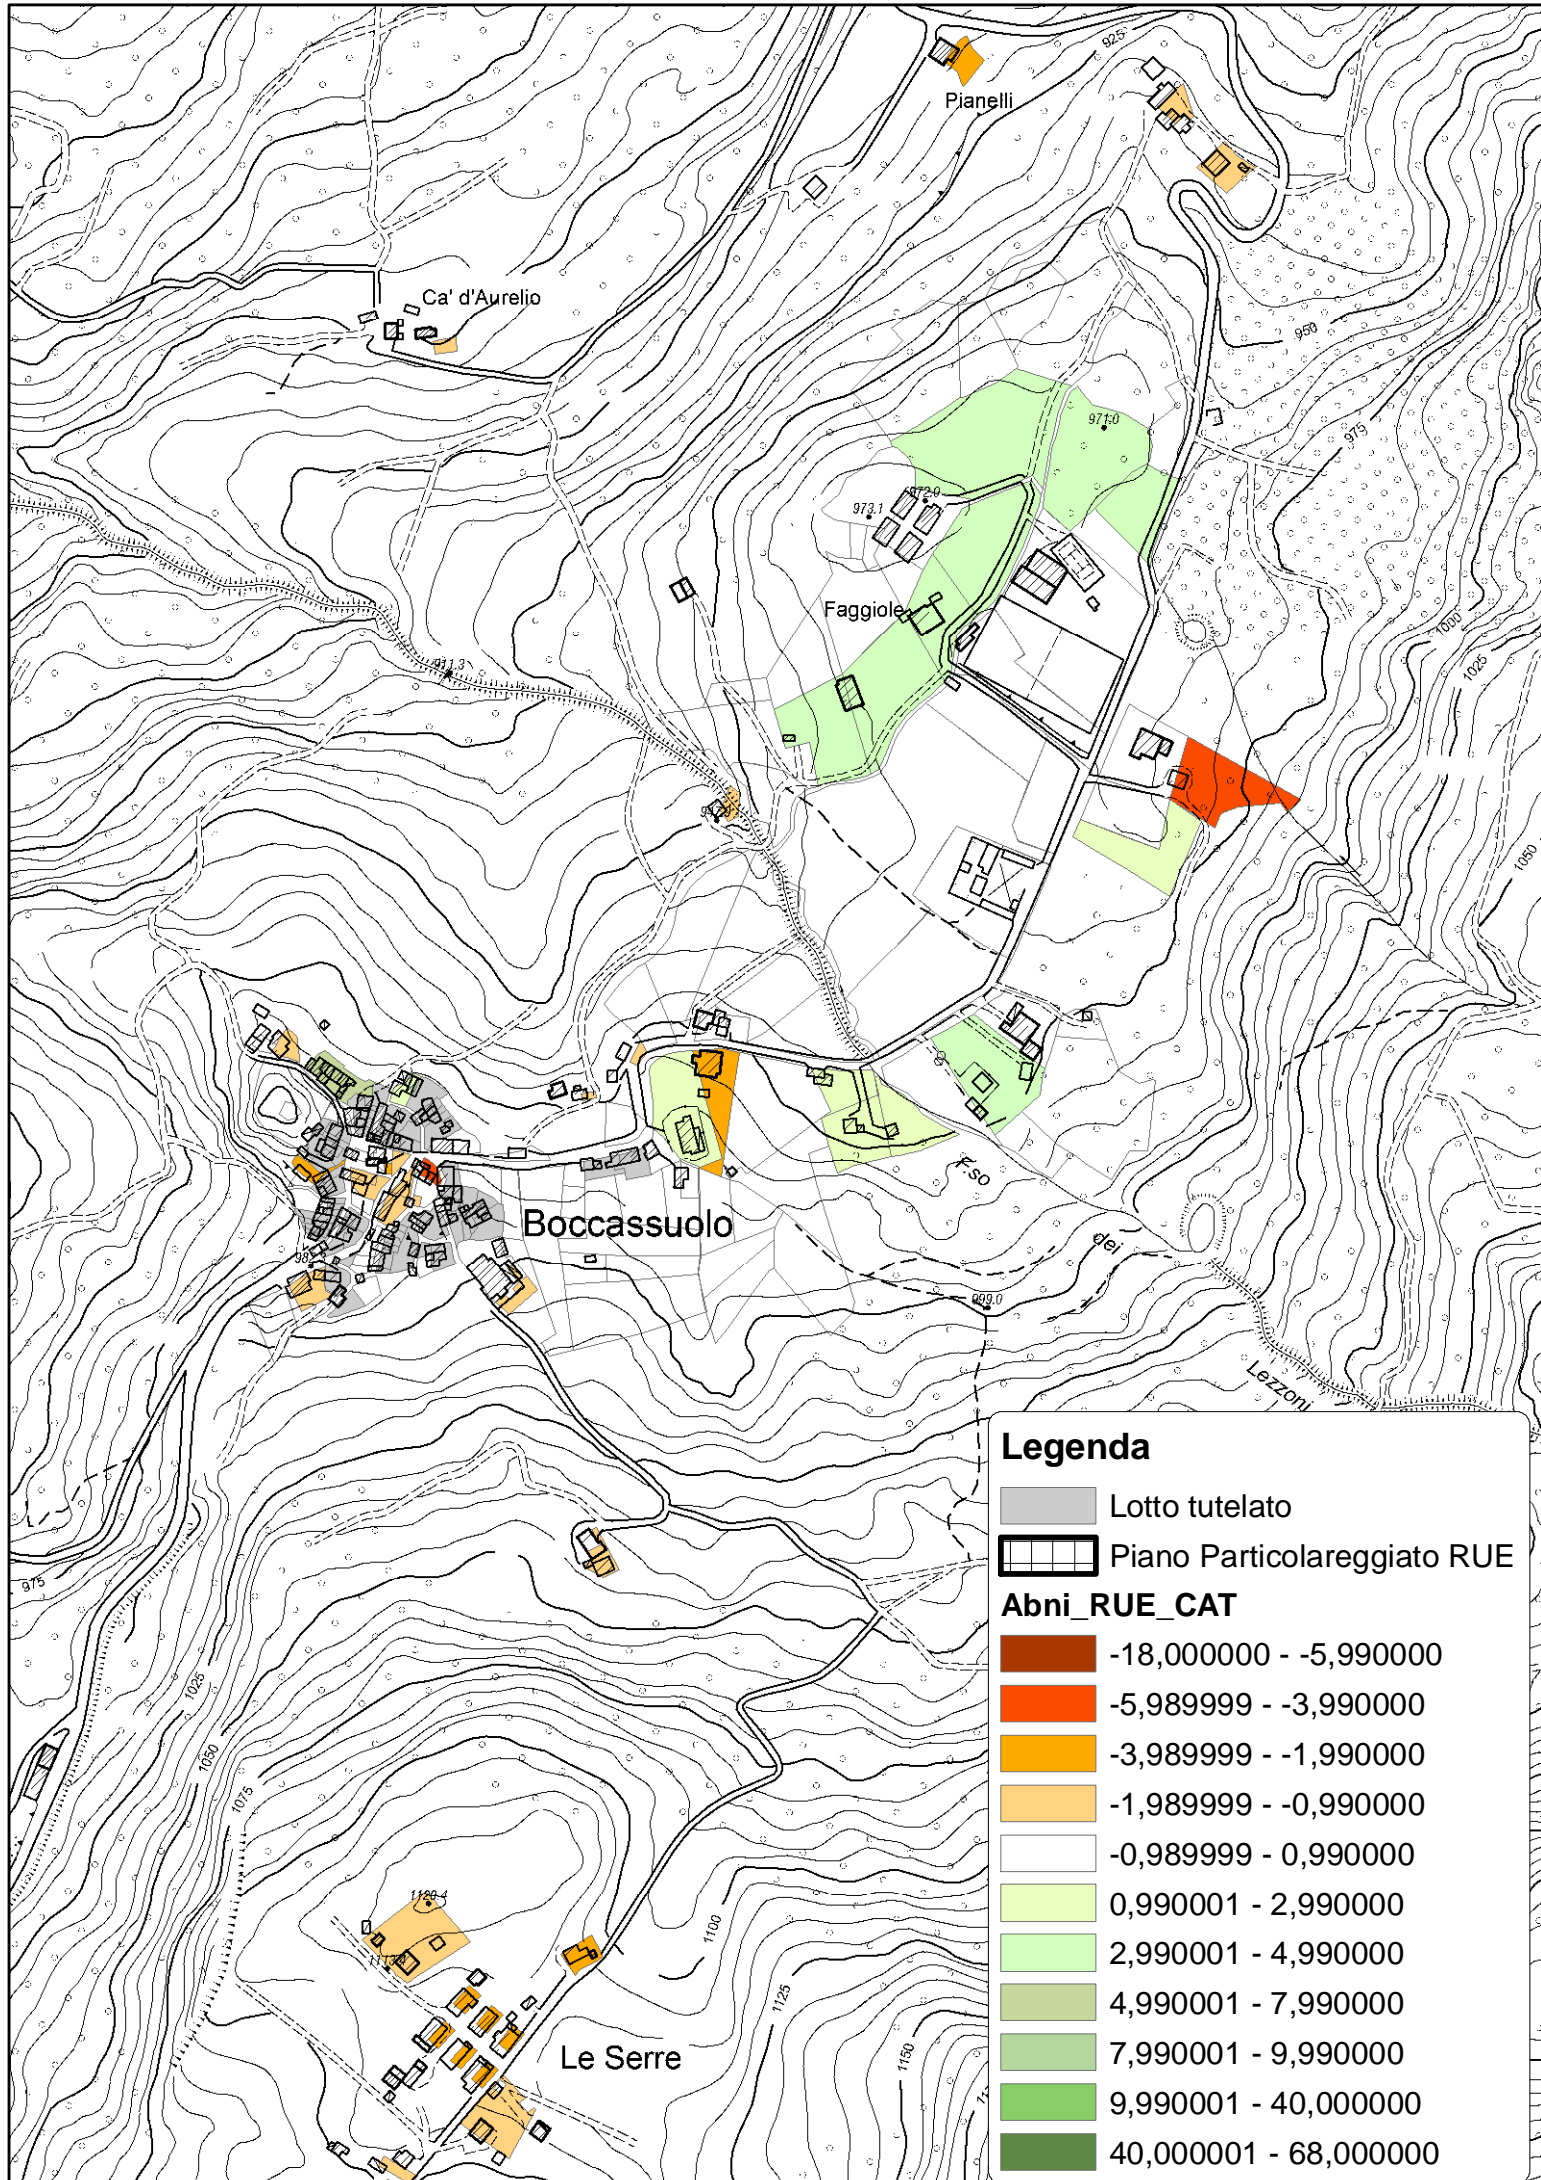 925
Pianelli
Ca' d'Aurelio
950
971.0
975
972.0
973.1
Faggiole
1000
1025
911.3
1050
Boccassuolo
F.so
dei
999.0
Lezzoni
975
1025
1050
1075
1120.4
1100
1125
1150
Le Serre
Legenda
Lotto tutelato
Piano Particolareggiato RUE
Abni_RUE_CAT
-18,000000 - -5,990000
-5,989999 - -3,990000
-3,989999 - -1,990000
-1,989999 - -0,990000
-0,989999 - 0,990000
0,990001 - 2,990000
2,990001 - 4,990000
4,990001 - 7,990000
7,990001 - 9,990000
9,990001 - 40,000000
40,000001 - 68,000000